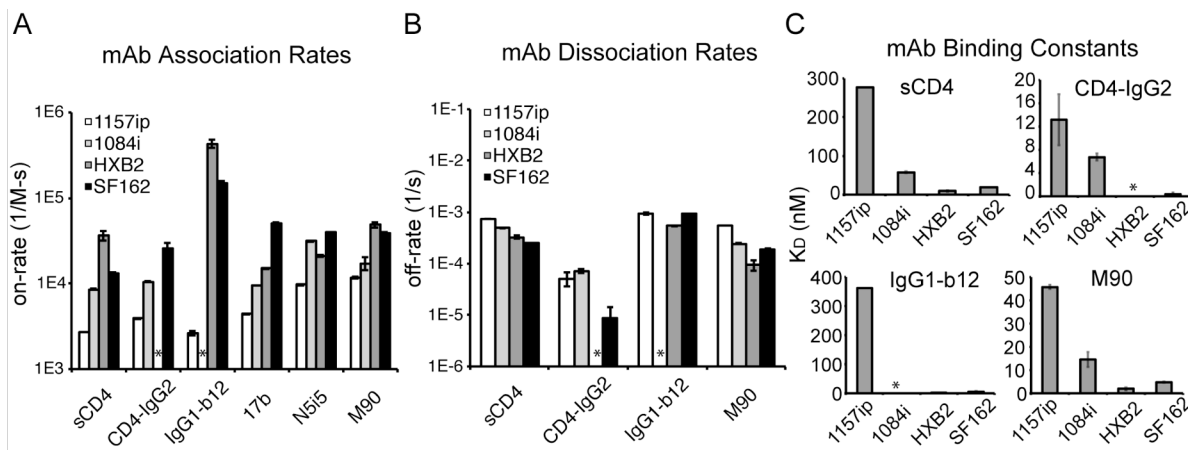 A
mAb Association Rates
1E6
1E5
1E4
1E3
on-rate (1/M-s)
1157ip
1084i
HXB2
SF162
*
*
sCD4
CD4-IgG2
IgG1-b12
17b
N5i5
M90
B
mAb Dissociation Rates
1E-1
1E-2
1E-3
1E-4
1E-5
1E-6
off-rate (1/s)
1157ip
1084i
HXB2
SF162
*
*
sCD4
CD4-IgG2
IgG1-b12
M90
C
mAb Binding Constants
KD (nM)
sCD4
300
200
100
0
1157ip
1084i
HXB2
SF162
CD4-IgG2
20
16
12
8
4
0
*
1157ip
1084i
HXB2
SF162
IgG1-b12
400
300
200
100
0
*
1157ip
1084i
HXB2
SF162
M90
50
40
30
20
10
0
1157ip
1084i
HXB2
SF162